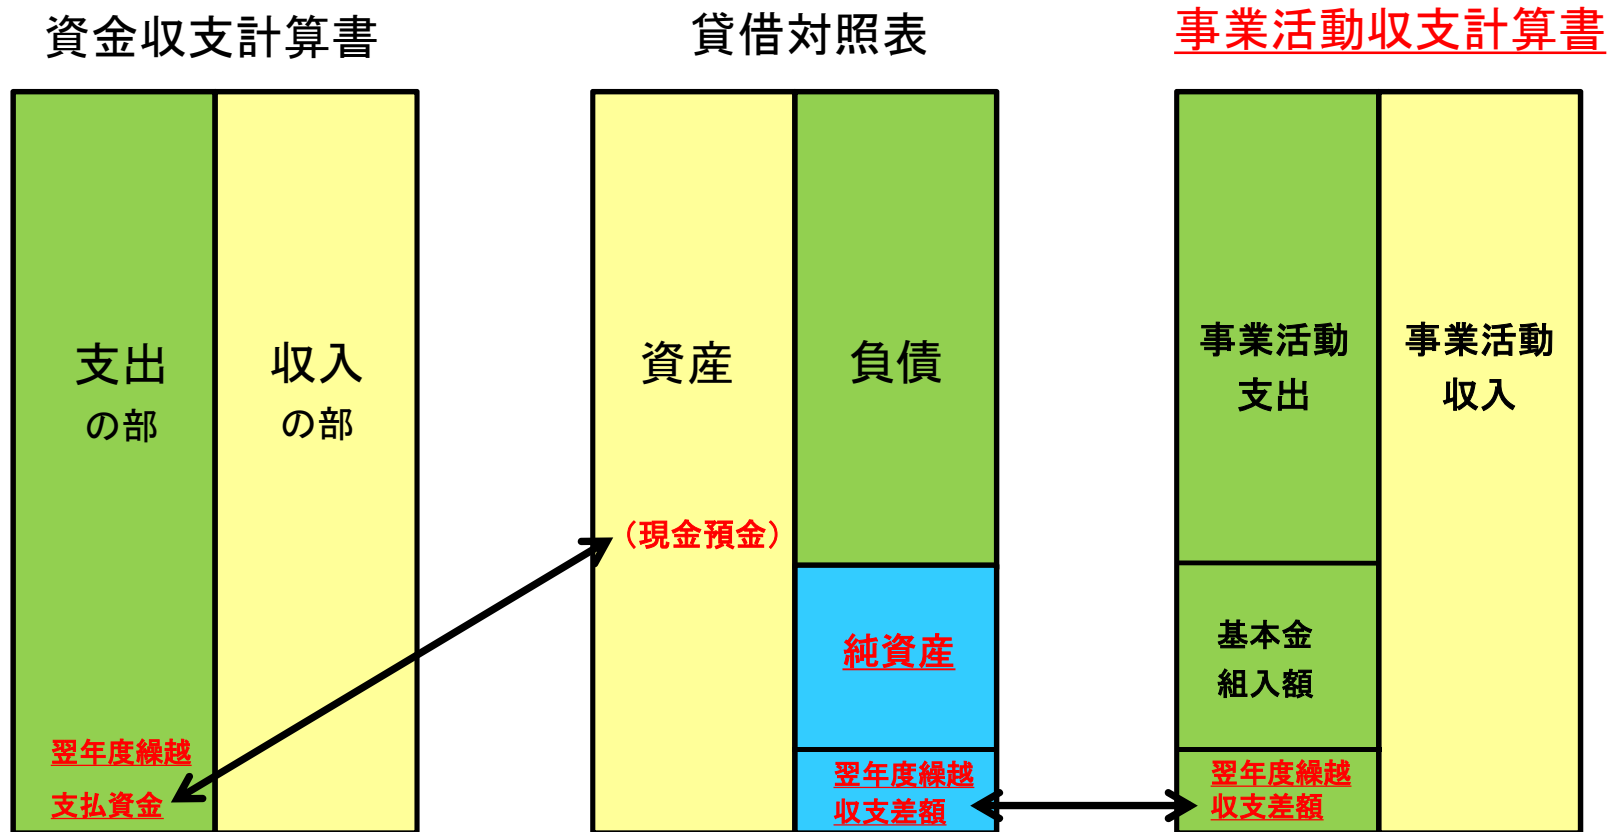 資金収支計算書
支出
の部
収入
の部
翌年度繰越
支払資金
貸借対照表
資産
(現金預金)
負債
純資産
翌年度繰越
収支差額
事業活動収支計算書
事業活動
支出
事業活動
収入
基本金
組入額
翌年度繰越
収支差額